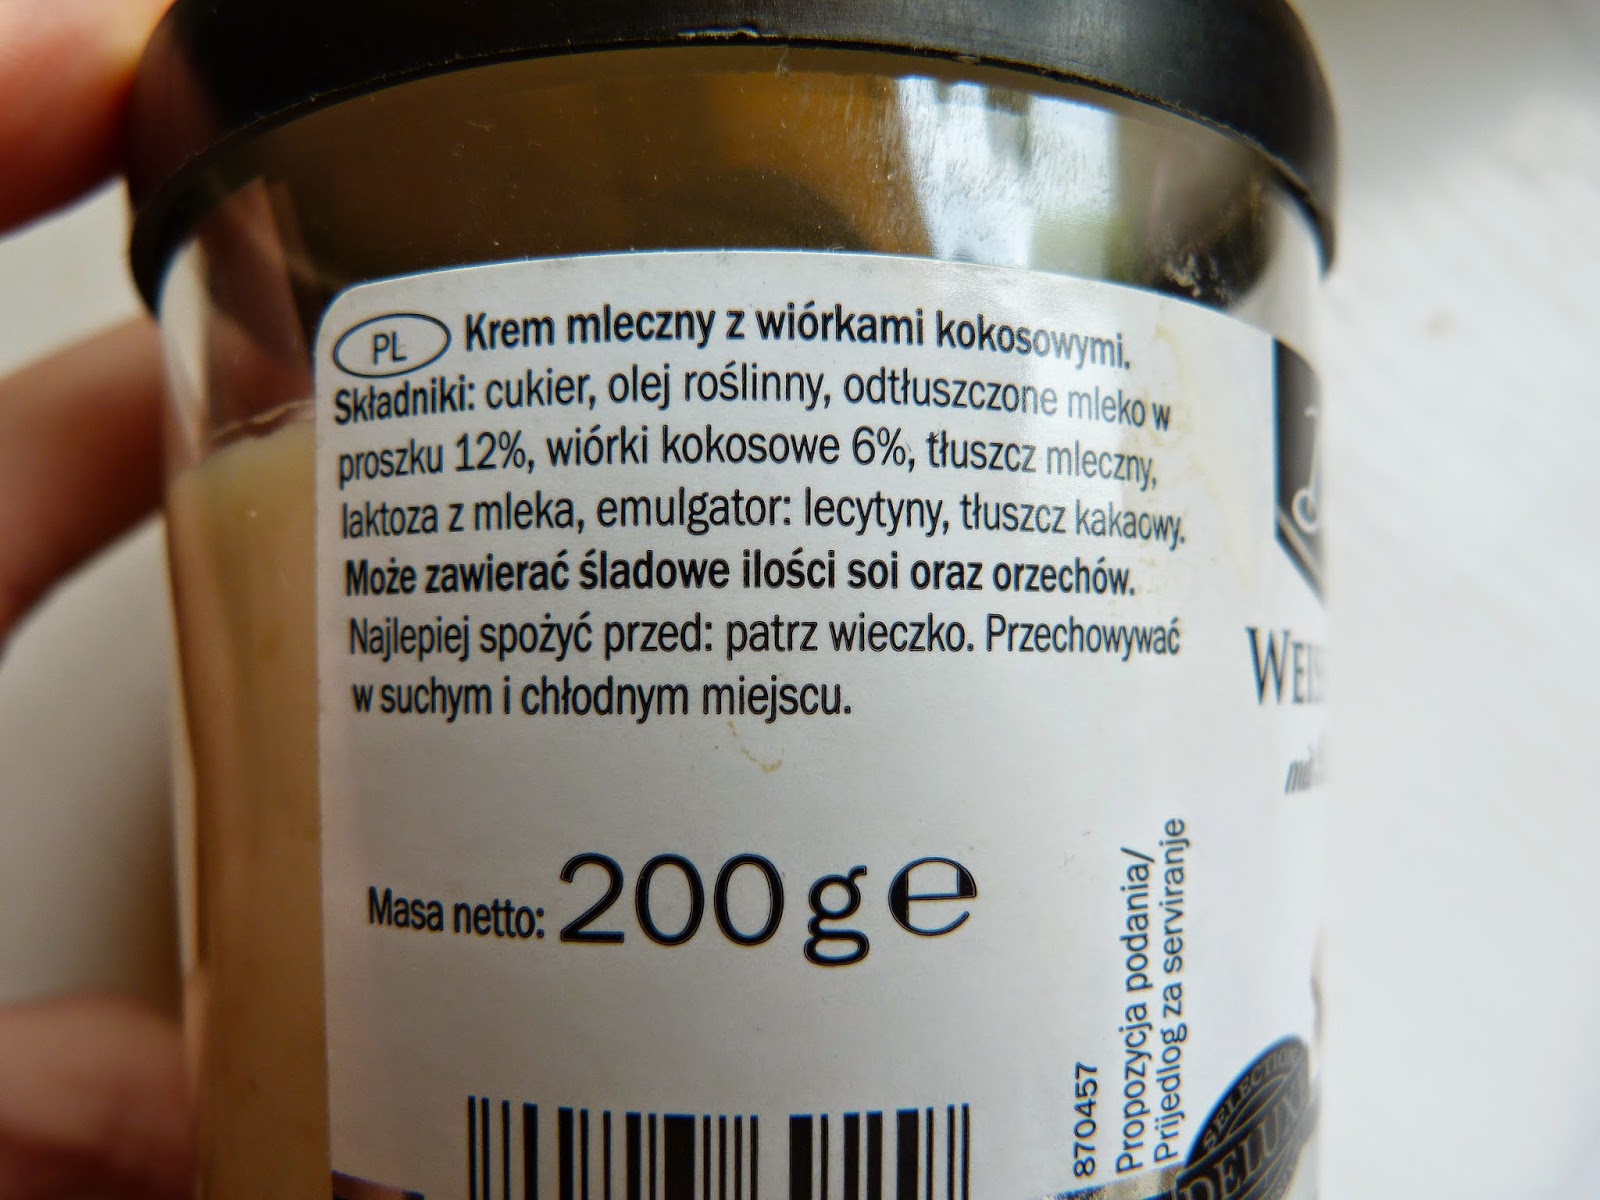 PL Krem mleczny z wiórkami kokosowymi.
Składniki: cukier, olej roślinny, odtłuszczone mleko w
proszku 12%, wiórki kokosowe 6%, tłuszcz mleczny,
laktoza z mleka, emulgator: lecytyny, tłuszcz kakaowy.
Może zawierać śladowe ilości soi oraz orzechów.
Najlepiej spożyć przed: patrz wieczko. Przechowywać
w suchym i chłodnym miejscu.
Masa netto: 200 g e
870457
Propozycja podania/
Prijedlog za serviranje
SELECTION
DELUXE